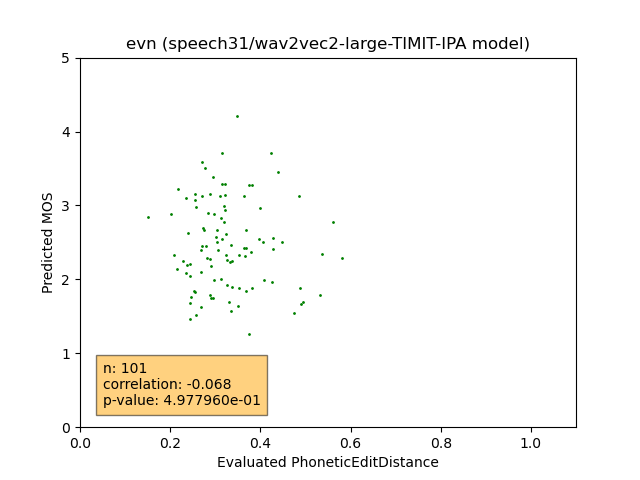 evn (speech31/wav2vec2-large-TIMIT-IPA model)
5
4
3
2
1
0
Predicted MOS
n: 101
correlation: -0.068
p-value: 4.977960e-01
0.0 0.2 0.4 0.6 0.8 1.0
Evaluated PhoneticEditDistance